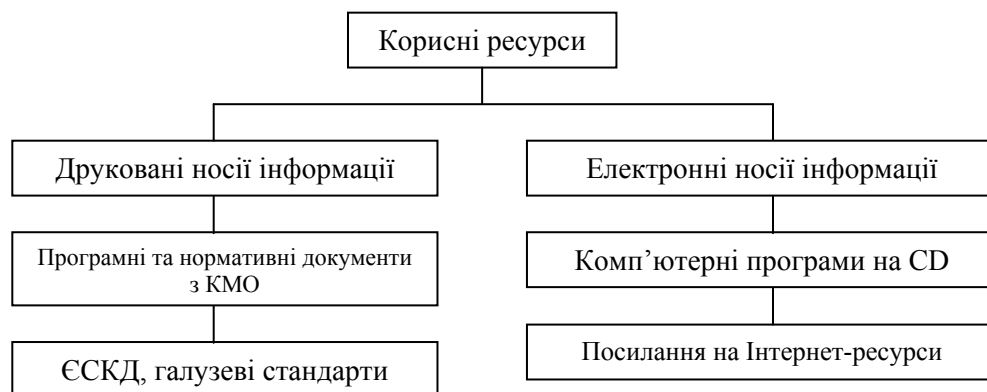 Корисні ресурси
Друковані носії інформації
Електронні носії інформації
Програмні та нормативні документи
з КМО
Комп’ютерні програми на CD
ЄСКД, галузеві стандарти
Посилання на Інтернет-ресурси